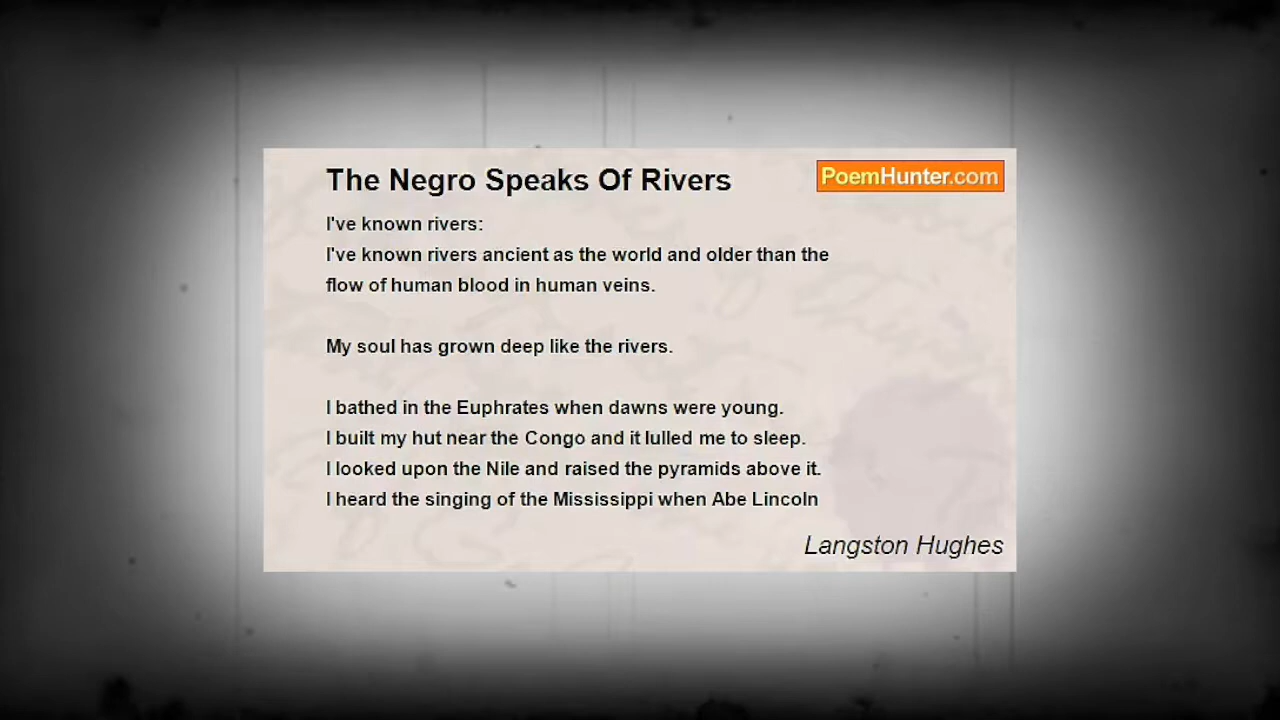 The Negro Speaks Of Rivers
PoemHunter.com
I've known rivers:
I've known rivers ancient as the world and older than the
flow of human blood in human veins.
My soul has grown deep like the rivers.
I bathed in the Euphrates when dawns were young.
I built my hut near the Congo and it lulled me to sleep.
I looked upon the Nile and raised the pyramids above it.
I heard the singing of the Mississippi when Abe Lincoln
Langston Hughes